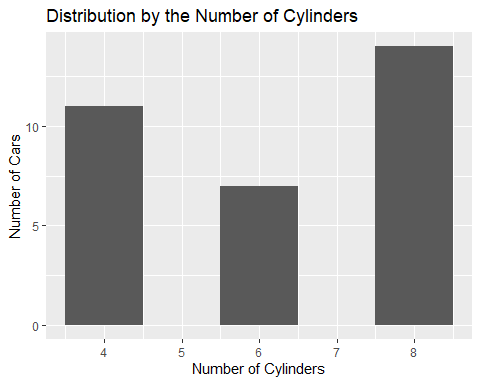 Distribution by the Number of Cylinders
Number of Cars
10
5
0
4 5 6 7 8
Number of Cylinders